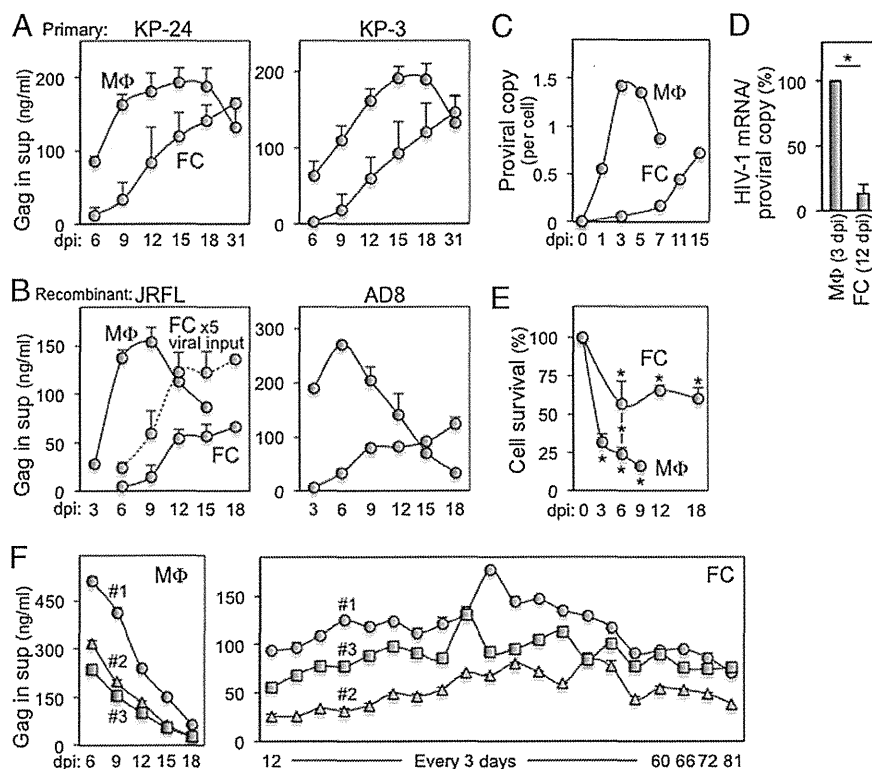 A Primary: KP-24 KP-3
Gag in sup (ng/ml)
200
100
0
MΦ
FC
dpi: 6 9 12 15 18 31
200
100
0
6 9 12 15 18 31
C
Proviral copy
(per cell)
1.5
1
0.5
0
MΦ
FC
dpi: 0 1 3 5 7 11 15
D
HIV-1 mRNA/
proviral copy (%)
100
50
0
*
MΦ (3 dpi)
FC (12 dpi)
B Recombinant: JRFL AD8
Gag in sup (ng/ml)
150
100
50
0
MΦ
FC x5
viral input
FC
dpi: 3 6 9 12 15 18
300
200
100
0
3 6 9 12 15 18
E
Cell survival (%)
100
75
50
25
0
FC
MΦ
* * * * * * *
dpi: 0 3 6 9 12 18
F
Gag in sup (ng/ml)
450
300
150
0
MΦ
#1
#2
#3
dpi: 6 9 12 15 18
150
100
50
0
FC
#1
#3
#2
12 Every 3 days 60 66 72 81